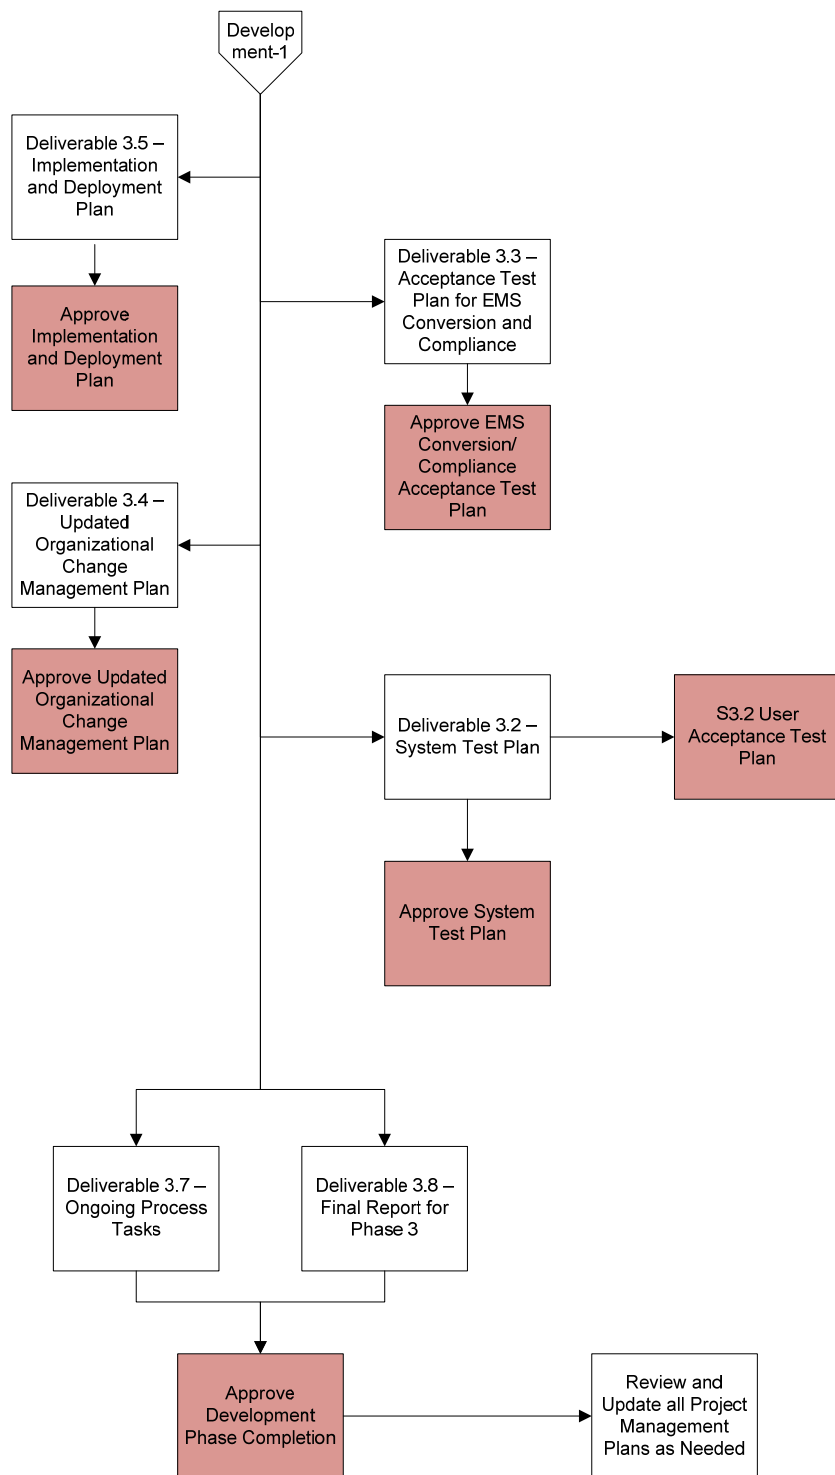 Develop
ment-1
Deliverable 3.5 –
Implementation
and Deployment
Plan
Approve
Implementation
and Deployment
Plan
Deliverable 3.3 –
Acceptance Test
Plan for EMS
Conversion and
Compliance
Approve EMS
Conversion/
Compliance
Acceptance Test
Plan
Deliverable 3.4 –
Updated
Organizational
Change
Management Plan
Approve Updated
Organizational
Change
Management Plan
Deliverable 3.2 –
System Test Plan
S3.2 User
Acceptance Test
Plan
Approve System
Test Plan
Deliverable 3.7 –
Ongoing Process
Tasks
Deliverable 3.8 –
Final Report for
Phase 3
Approve
Development
Phase Completion
Review and
Update all Project
Management
Plans as Needed